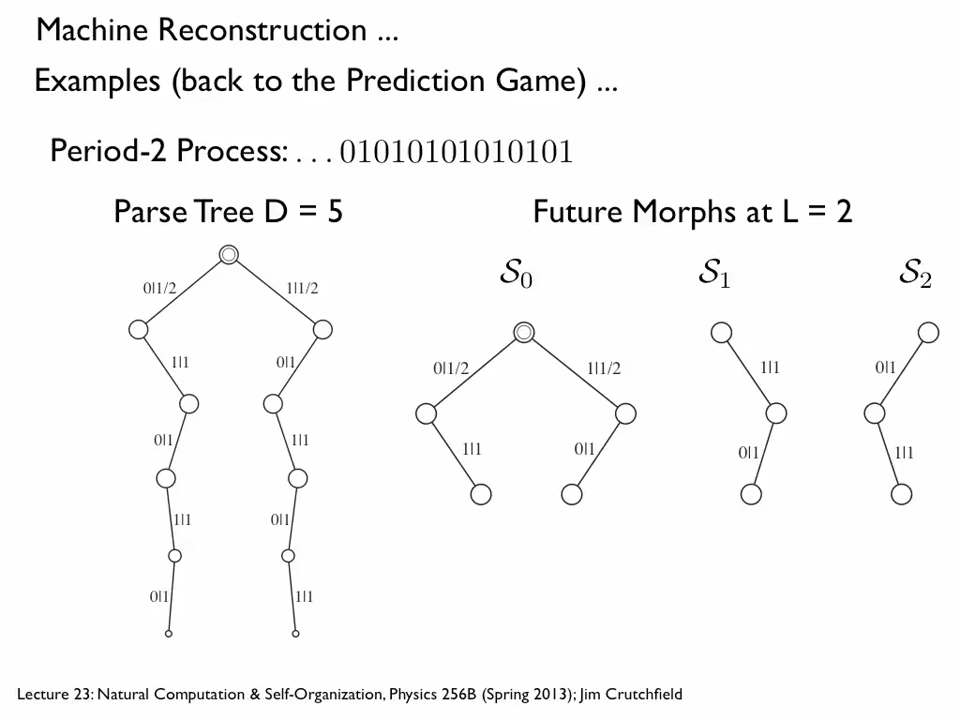 Machine Reconstruction ...
Examples (back to the Prediction Game) ...
Period-2 Process: ...01010101010101
Parse Tree D = 5
Future Morphs at L = 2
S0
S1
S2
0|1/2
1|1/2
1|1
0|1
0|1
1|1
1|1
0|1
0|1
1|1
0|1/2
1|1/2
1|1
0|1
1|1
0|1
0|1
1|1
Lecture 23: Natural Computation & Self-Organization, Physics 256B (Spring 2013); Jim Crutchfield